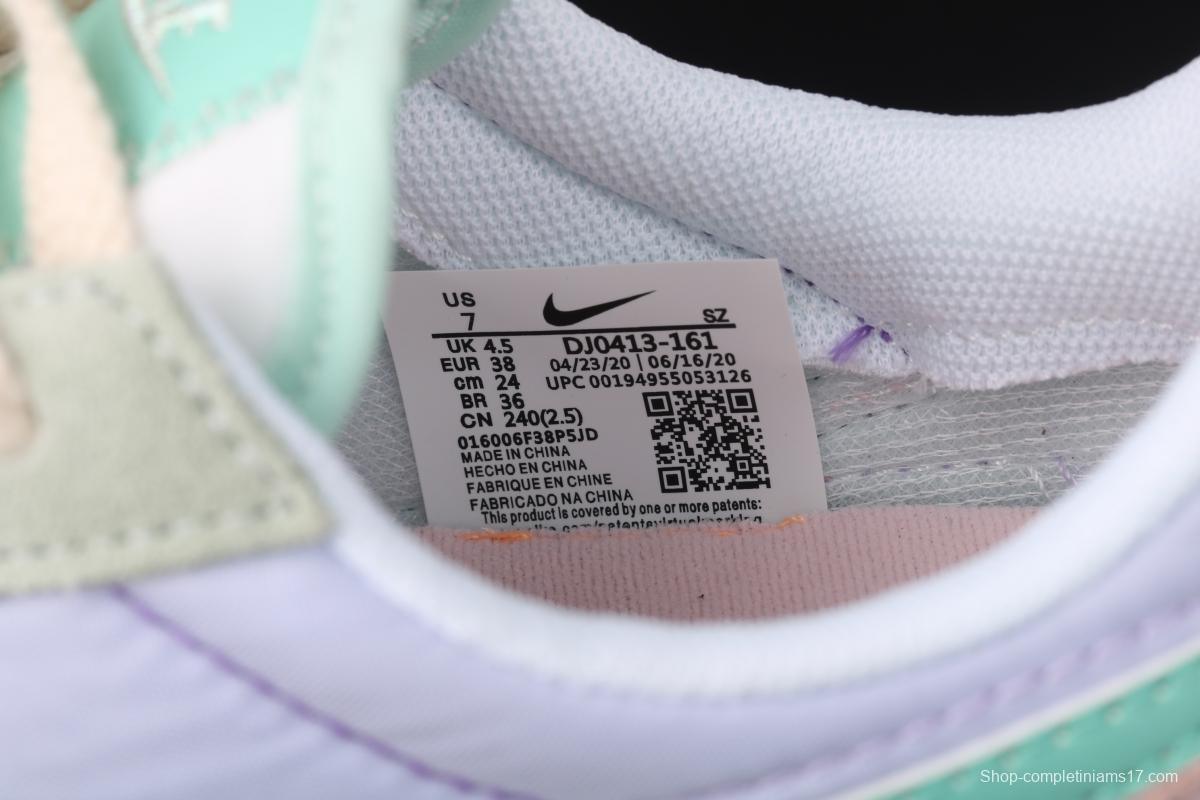 US
7
SZ
UK 4.5
EUR 38
cm 24
BR 36
CN 240(2.5)
DJ0413-161
04/23/20 | 06/16/20
UPC 00194955053126
016006F38P5JD
MADE IN CHINA
HECHO EN CHINA
FABRIQUE EN CHINE
FABRICADO NA CHINA
This product is covered by one or more patents:
Shop-completiniams17.com